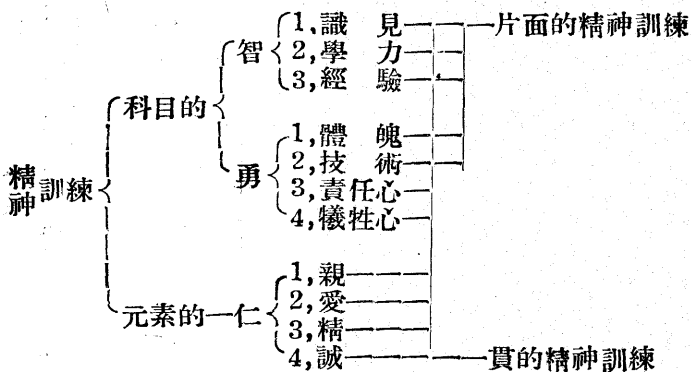 1,識見
片面的精神訓練
智
2,學力
3,經驗
科目的
1,體魄
勇
2,技術
3,責任心
4,犧牲心
精神訓練
1,親
元素的
仁
2,愛
3,精
4,誠
一貫的精神訓練